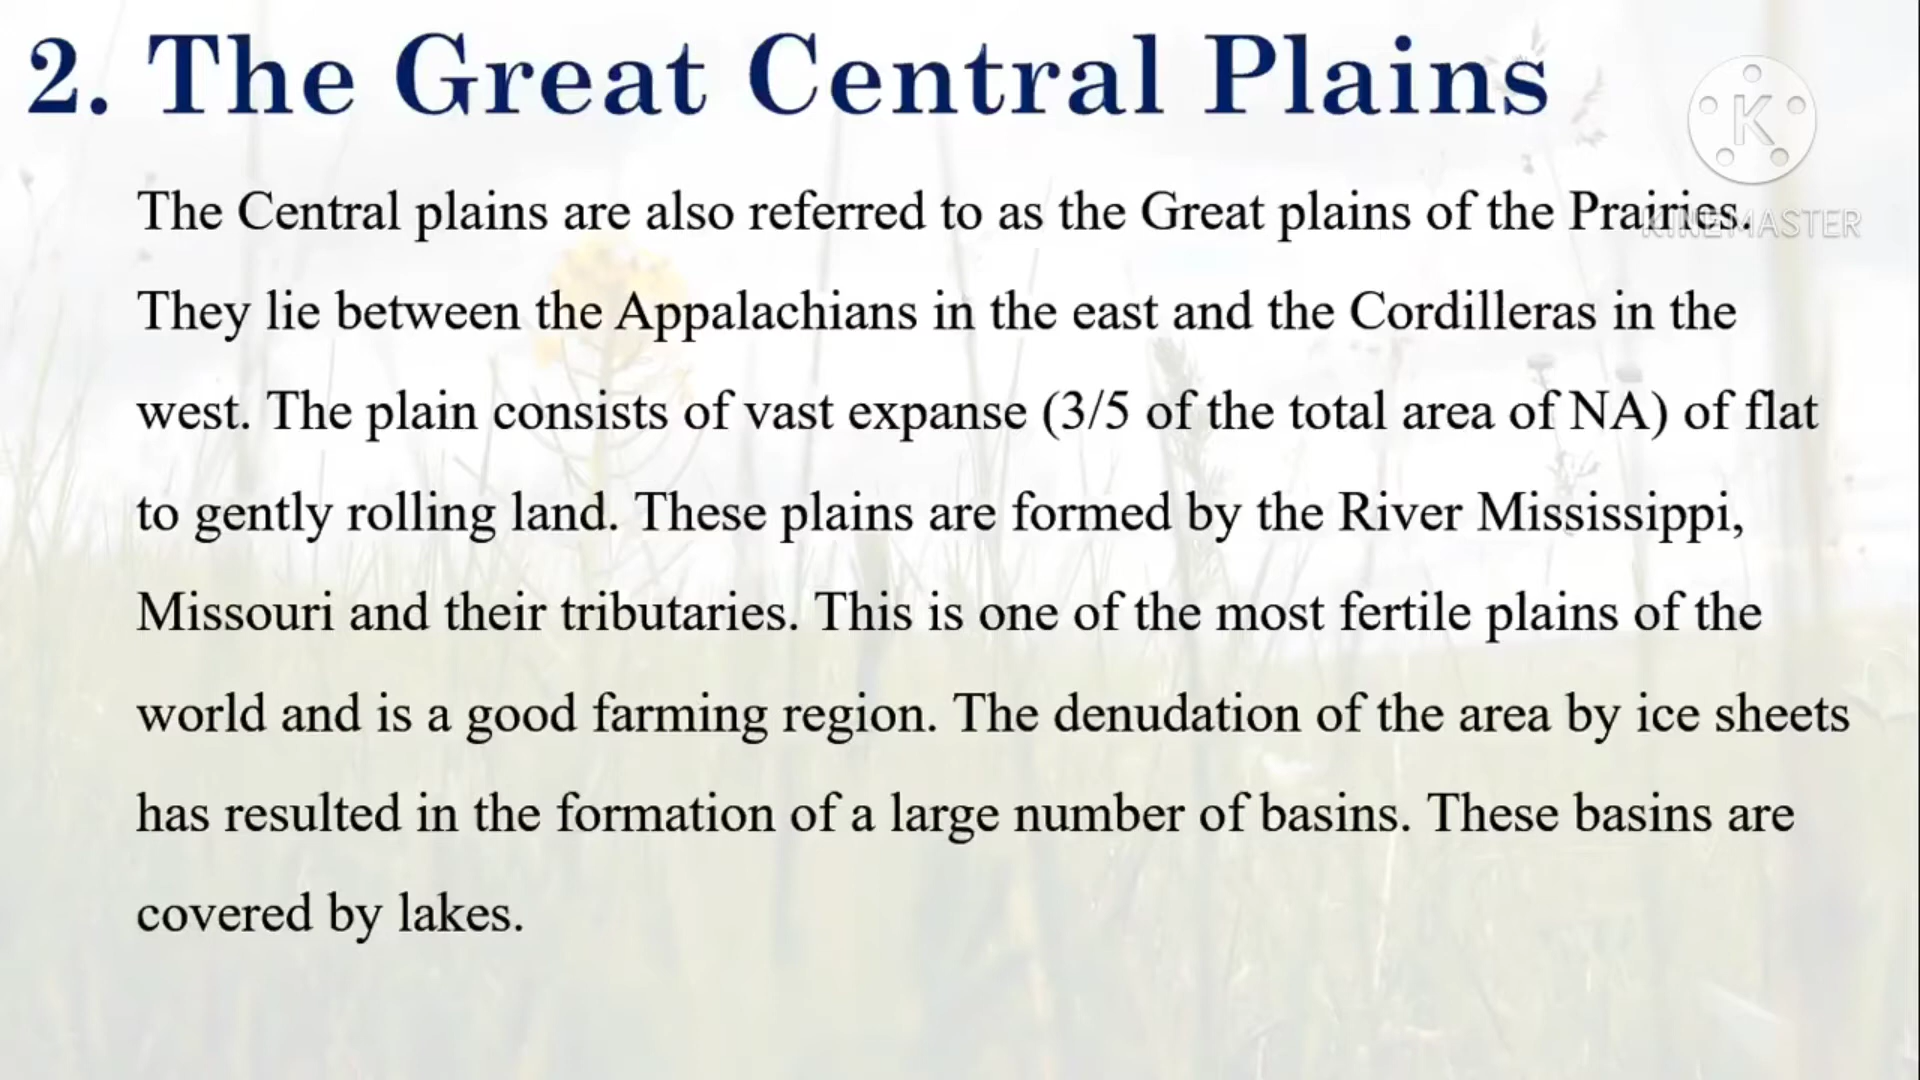 2. The Great Central Plains
K
KINEMASTER
The Central plains are also referred to as the Great plains of the Prairies.
They lie between the Appalachians in the east and the Cordilleras in the
west. The plain consists of vast expanse (3/5 of the total area of NA) of flat
to gently rolling land. These plains are formed by the River Mississippi,
Missouri and their tributaries. This is one of the most fertile plains of the
world and is a good farming region. The denudation of the area by ice sheets
has resulted in the formation of a large number of basins. These basins are
covered by lakes.